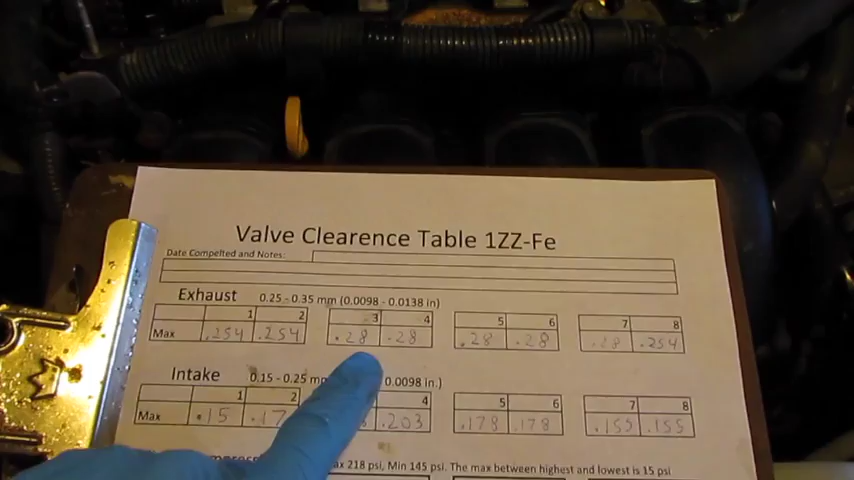 Valve Clearence Table 1ZZ-Fe
Date Compelted and Notes:
Exhaust 0.25 - 0.35 mm (0.0098 - 0.0138 in)
1 2 3 4 5 6 7 8
Max .254 .254 .28 .28 .28 .28 .28 .254
Intake 0.15 - 0.25 mm 0.0098 in.)
1 2 4 5 6 7 8
Max .15 .17 .203 .178 .178 .155 .155
max 218 psi, Min 145 psi. The max between highest and lowest is 15 psi